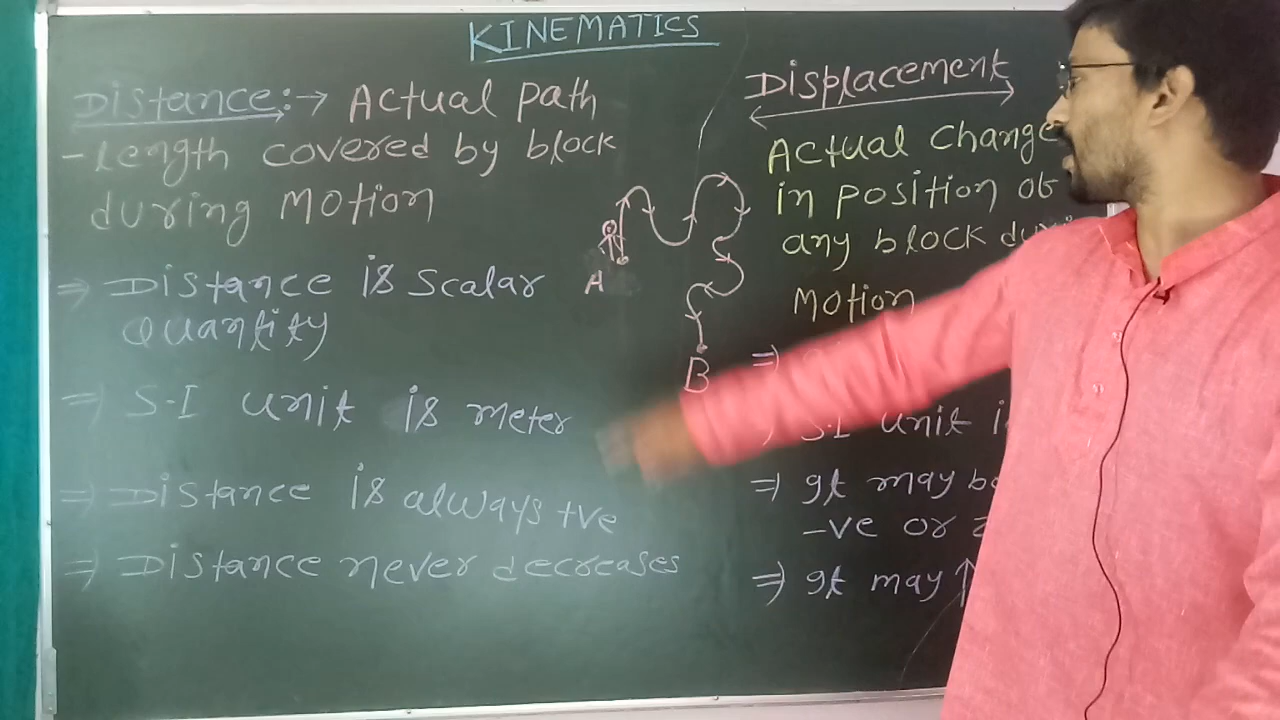 KINEMATICS
Distance:→ Actual path
-length covered by block
during Motion
⇒ Distance is scalar
Quantity
⇒ S.I unit is meter
⇒ Distance is always +ve
⇒ Distance never decreases
A
B
Displacement
Actual change
in position of
any block
Motion
⇒
S.I unit
⇒ It may
-ve or
⇒ It may ↑